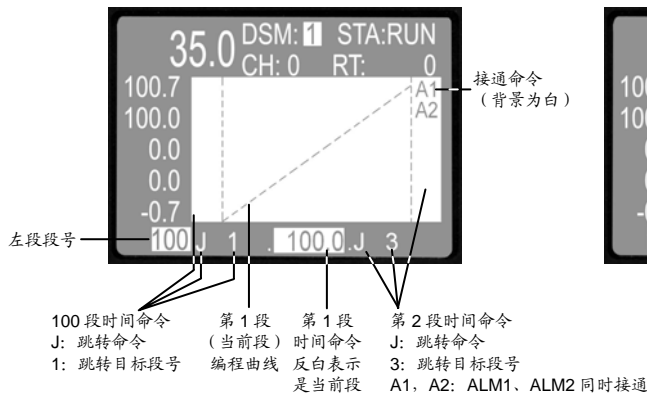 35.0 DSM: 1 STA:RUN
CH: 0 RT: 0
100.7
100.0
0.0
0.0
-0.7
A1
A2
100 J 1 . 100.0 .J 3
接通命令
（背景为白）
左段段号
100 段时间命令
J: 跳转命令
1: 跳转目标段号
第 1 段
（当前段）
编程曲线
第 1 段
时间命令
反白表示
是当前段
第 2 段时间命令
J: 跳转命令
3: 跳转目标段号
A1, A2: ALM1、ALM2 同时接通